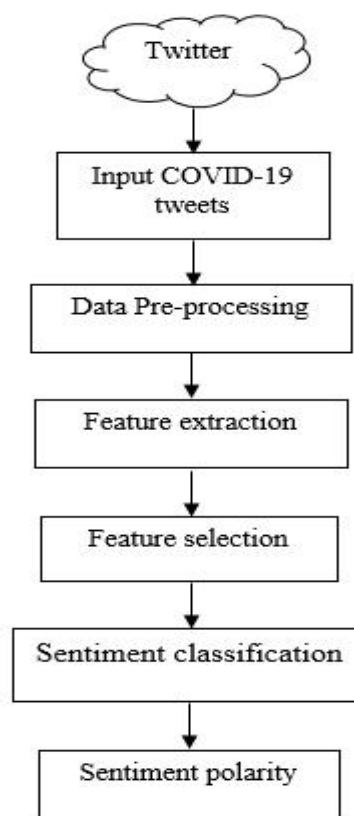 Twitter
Input COVID-19
tweets
Data Pre-processing
Feature extraction
Feature selection
Sentiment classification
Sentiment polarity